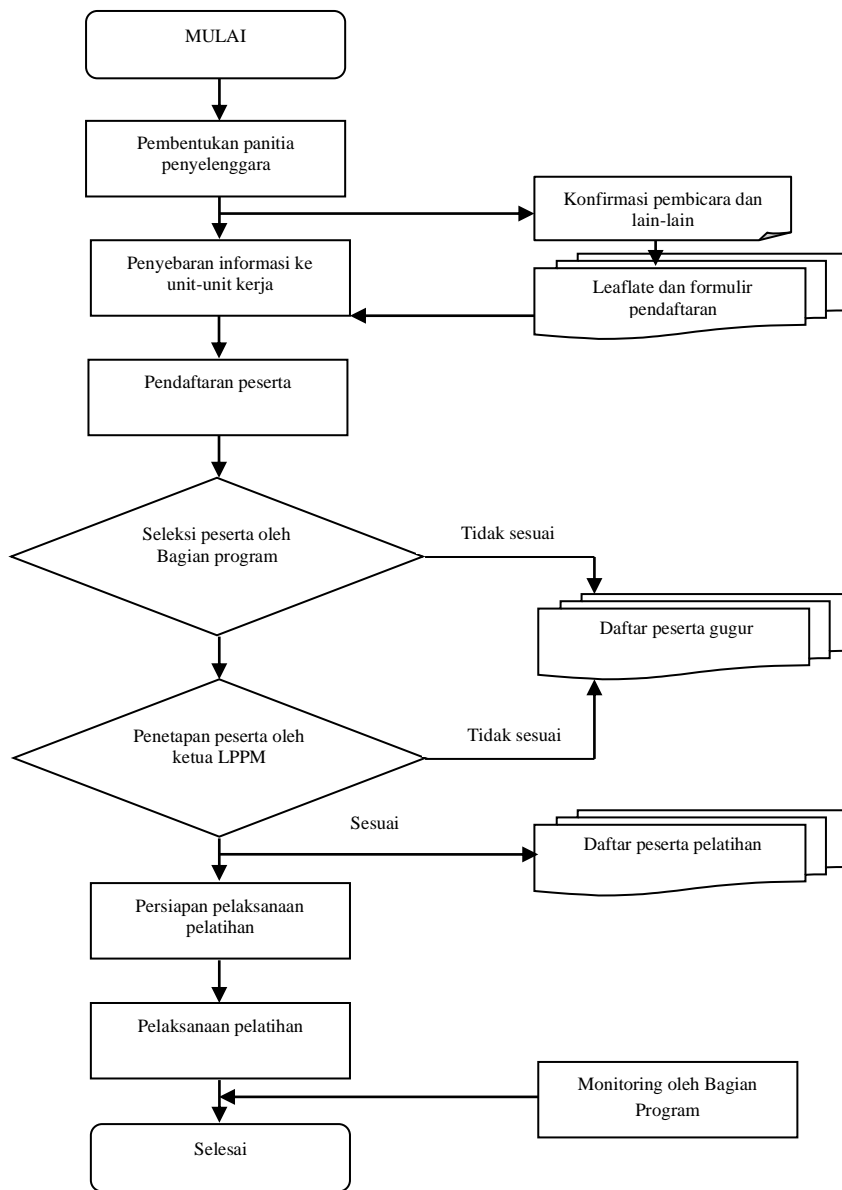 MULAI
Pembentukan panitia
penyelenggara
Konfirmasi pembicara dan
lain-lain
Penyebaran informasi ke
unit-unit kerja
Leaflate dan formulir
pendaftaran
Pendaftaran peserta
Seleksi peserta oleh
Bagian program
Tidak sesuai
Daftar peserta gugur
Penetapan peserta oleh
ketua LPPM
Tidak sesuai
Sesuai
Daftar peserta pelatihan
Persiapan pelaksanaan
pelatihan
Pelaksanaan pelatihan
Monitoring oleh Bagian
Program
Selesai